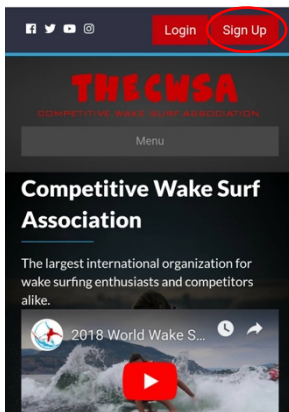 Login Sign Up
THECWSA
COMPETITIVE WAKE SURF ASSOCIATION
Menu
Competitive Wake Surf
Association
The largest international organization for
wake surfing enthusiasts and competitors
alike.
2018 World Wake S...